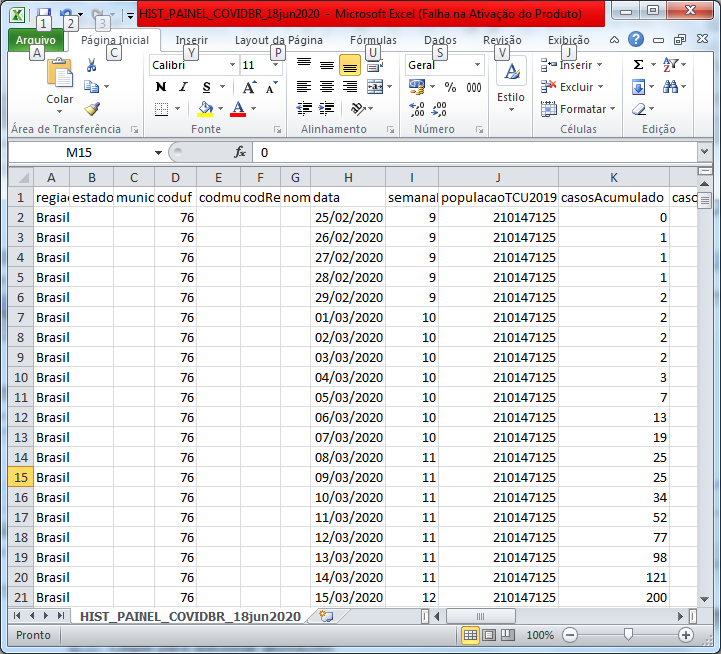 HIST_PAINEL_COVIDBR_18jun2020 - Microsoft Excel (Falha na Ativação do Produto)
1 2 3
Arquivo Página Inicial Inserir Layout da Página Fórmulas Dados Revisão Exibição
A C Y P U S V J
Colar Calibri 11 Geral Estilo Inserir
N I S % 000 Excluir
A A A ,00 ,00 Formatar
Área de Transferência Fonte Alinhamento Número Células Edição
M15 fx 0
A B C D E F G H I J K
1 regiac estado munic coduf codmu codRe nom data semanal populacaoTCU2019 casosAcumulado caso
2 Brasil 76 25/02/2020 9 210147125 0
3 Brasil 76 26/02/2020 9 210147125 1
4 Brasil 76 27/02/2020 9 210147125 1
5 Brasil 76 28/02/2020 9 210147125 1
6 Brasil 76 29/02/2020 9 210147125 2
7 Brasil 76 01/03/2020 10 210147125 2
8 Brasil 76 02/03/2020 10 210147125 2
9 Brasil 76 03/03/2020 10 210147125 2
10 Brasil 76 04/03/2020 10 210147125 3
11 Brasil 76 05/03/2020 10 210147125 7
12 Brasil 76 06/03/2020 10 210147125 13
13 Brasil 76 07/03/2020 10 210147125 19
14 Brasil 76 08/03/2020 11 210147125 25
15 Brasil 76 09/03/2020 11 210147125 25
16 Brasil 76 10/03/2020 11 210147125 34
17 Brasil 76 11/03/2020 11 210147125 52
18 Brasil 76 12/03/2020 11 210147125 77
19 Brasil 76 13/03/2020 11 210147125 98
20 Brasil 76 14/03/2020 11 210147125 121
21 Brasil 76 15/03/2020 12 210147125 200
HIST_PAINEL_COVIDBR_18jun2020
Pronto 100%